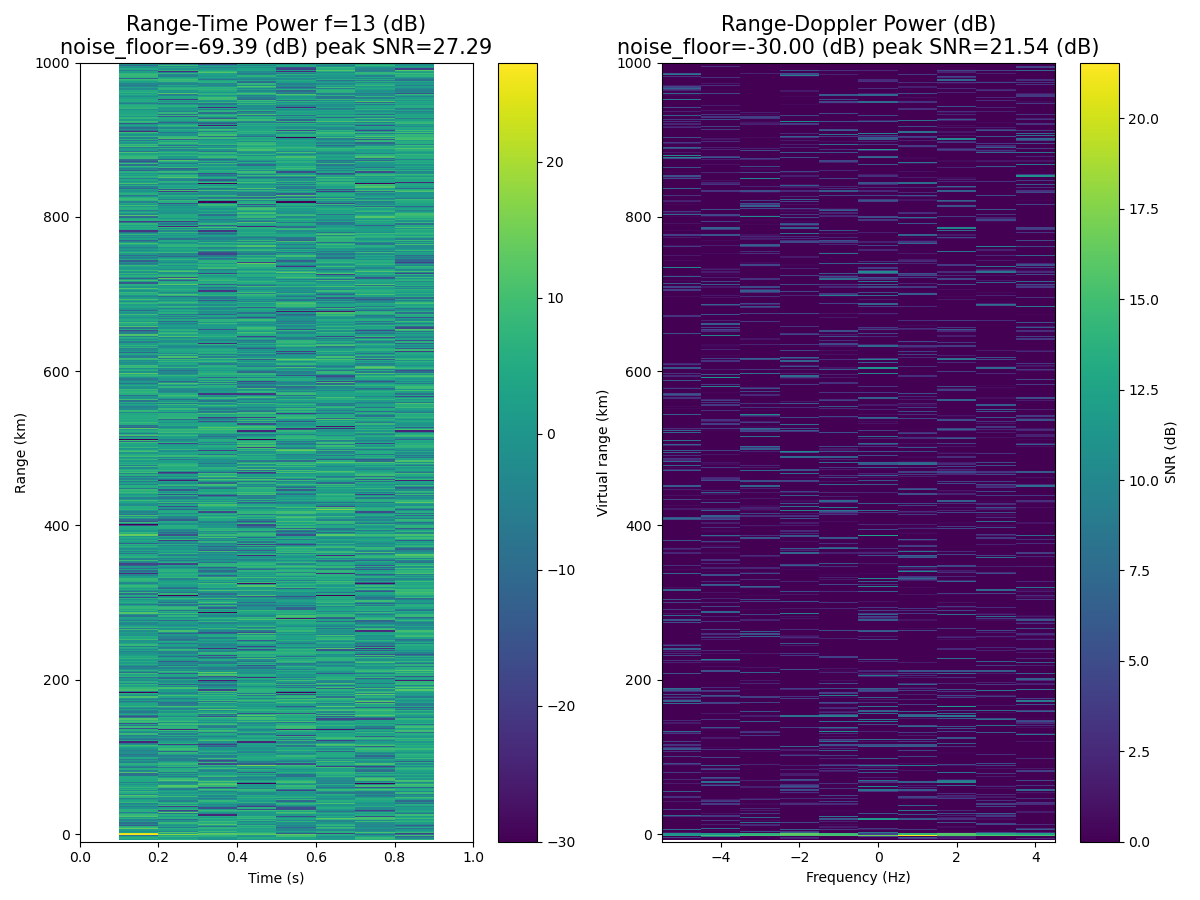 Range-Time Power f=13 (dB)
noise_floor=-69.39 (dB) peak SNR=27.29
Range (km)
1000
800
600
400
200
0
0.0 0.2 0.4 0.6 0.8 1.0
Time (s)
20
10
0
−10
−20
−30
Range-Doppler Power (dB)
noise_floor=-30.00 (dB) peak SNR=21.54 (dB)
Virtual range (km)
1000
800
600
400
200
0
−4 −2 0 2 4
Frequency (Hz)
20.0
17.5
15.0
12.5
10.0
7.5
5.0
2.5
0.0
SNR (dB)